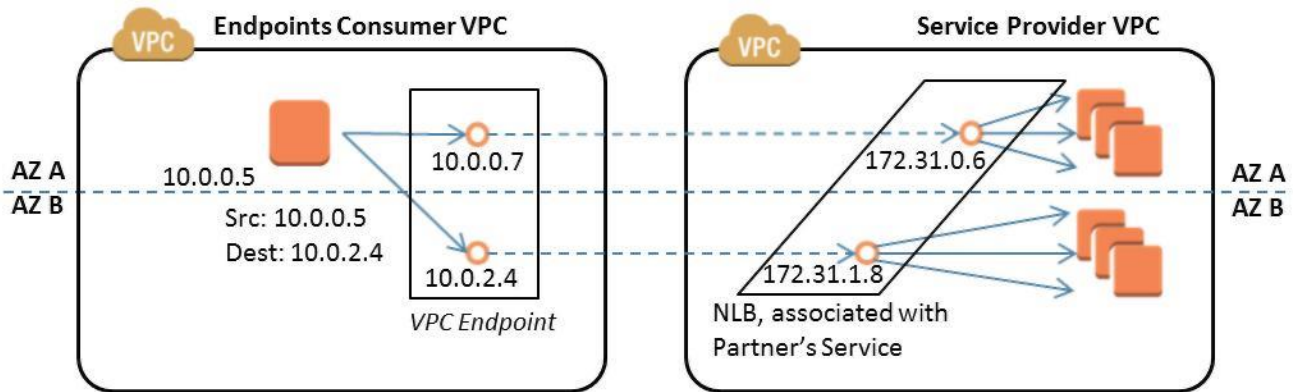 Endpoints Consumer VPC
VPC
Service Provider VPC
VPC
10.0.0.7
172.31.0.6
AZ A
10.0.0.5
AZ A
AZ B
AZ B
Src: 10.0.0.5
Dest: 10.0.2.4
10.0.2.4
172.31.1.8
VPC Endpoint
NLB, associated with
Partner’s Service